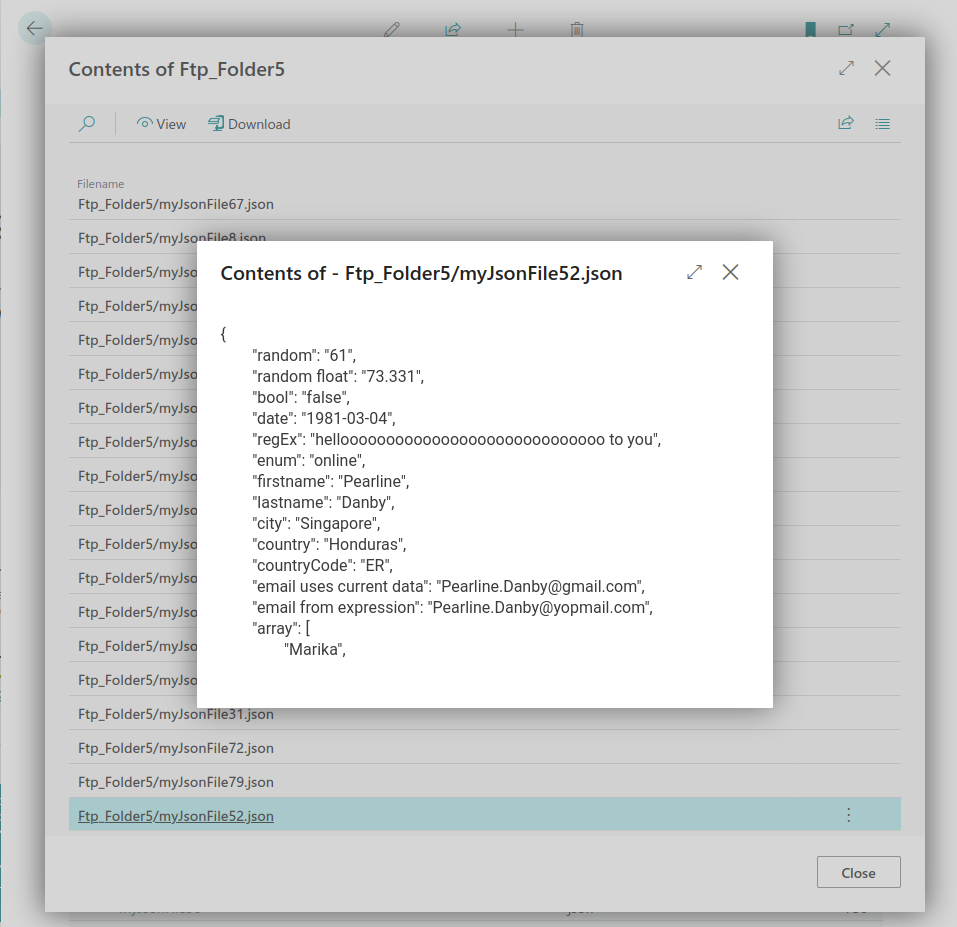 Contents of Ftp_Folder5
View
Download
Filename
Ftp_Folder5/myJsonFile67.json
Ftp_Folder5/myJsonFile8.json
Ftp_Folder5/myJso
Ftp_Folder5/myJso
Ftp_Folder5/myJso
Ftp_Folder5/myJso
Ftp_Folder5/myJso
Ftp_Folder5/myJso
Ftp_Folder5/myJso
Ftp_Folder5/myJso
Ftp_Folder5/myJso
Ftp_Folder5/myJso
Ftp_Folder5/myJso
Ftp_Folder5/myJso
Ftp_Folder5/myJso
Ftp_Folder5/myJsonFile31.json
Ftp_Folder5/myJsonFile72.json
Ftp_Folder5/myJsonFile79.json
Ftp_Folder5/myJsonFile52.json
Contents of - Ftp_Folder5/myJsonFile52.json
{
"random": "61",
"random float": "73.331",
"bool": "false",
"date": "1981-03-04",
"regEx": "helloooooooooooooooooooooooooooooo to you",
"enum": "online",
"firstname": "Pearline",
"lastname": "Danby",
"city": "Singapore",
"country": "Honduras",
"countryCode": "ER",
"email uses current data": "Pearline.Danby@gmail.com",
"email from expression": "Pearline.Danby@yopmail.com",
"array": [
"Marika",
Close